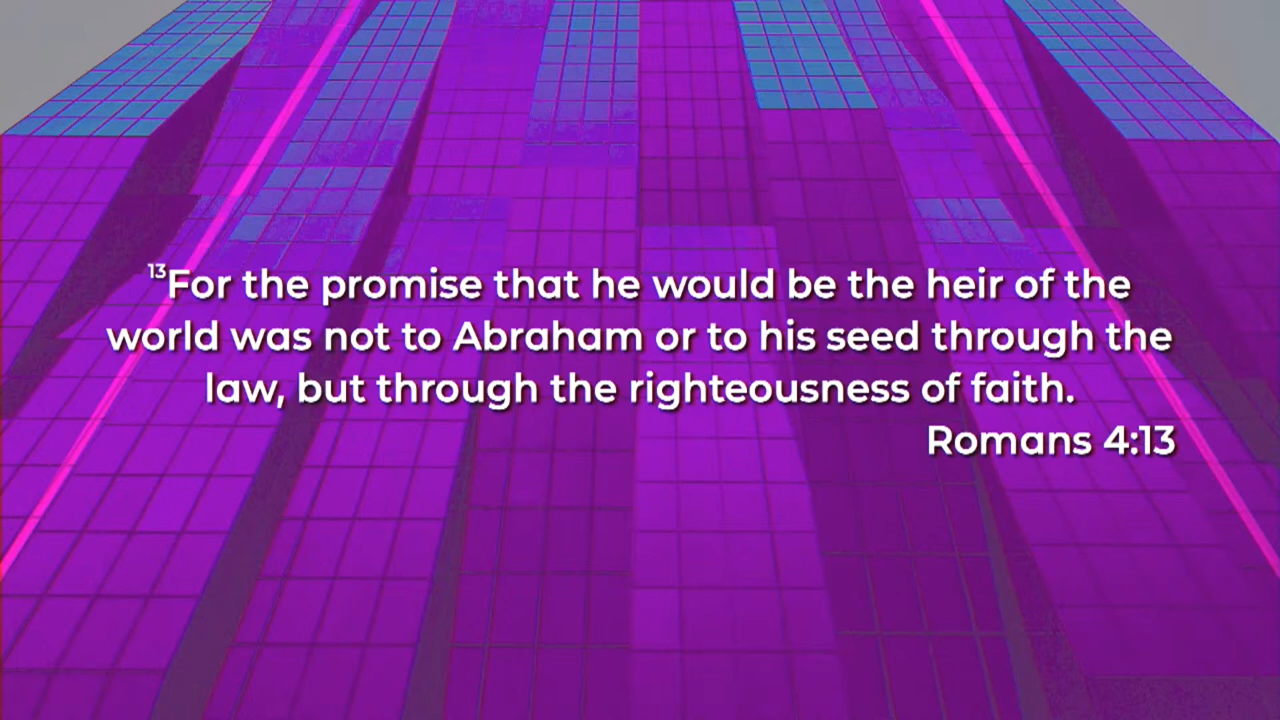 ¹³For the promise that he would be the heir of the
world was not to Abraham or to his seed through the
law, but through the righteousness of faith.
Romans 4:13